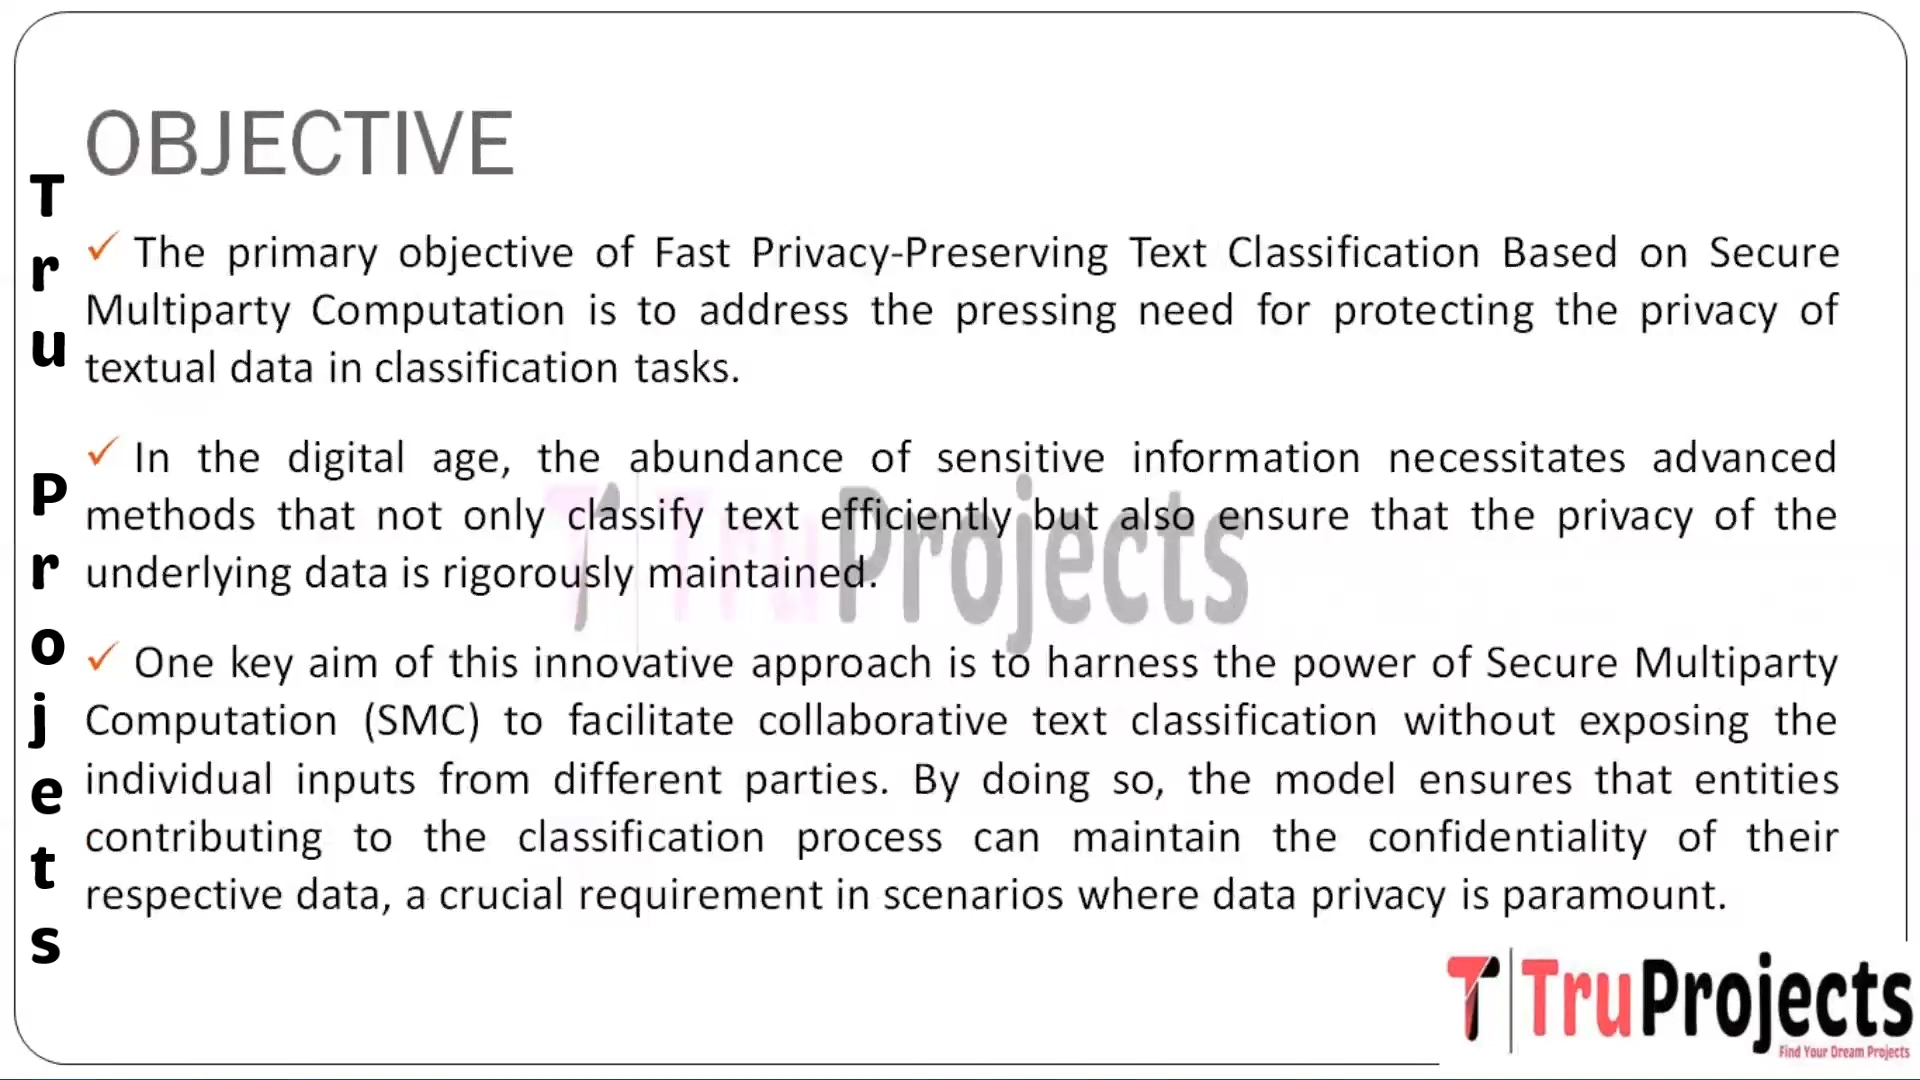 OBJECTIVE
✓ The primary objective of Fast Privacy-Preserving Text Classification Based on Secure
Multiparty Computation is to address the pressing need for protecting the privacy of
textual data in classification tasks.
✓ In the digital age, the abundance of sensitive information necessitates advanced
methods that not only classify text efficiently but also ensure that the privacy of the
underlying data is rigorously maintained.
✓ One key aim of this innovative approach is to harness the power of Secure Multiparty
Computation (SMC) to facilitate collaborative text classification without exposing the
individual inputs from different parties. By doing so, the model ensures that entities
contributing to the classification process can maintain the confidentiality of their
respective data, a crucial requirement in scenarios where data privacy is paramount.
Tru Projets
TruProjects
TruProjects
Find Your Dream Projects